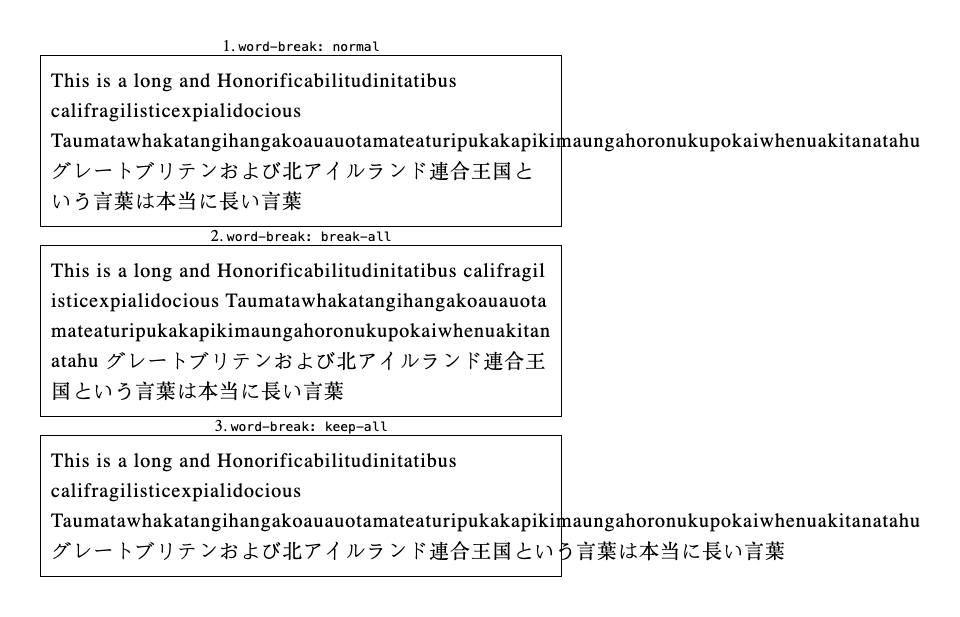 1. word-break: normal
This is a long and Honorificabilitudinitatibus
califragilisticexpialidocious
Taumatawhakatangihangakoauauotamateaturipukakapikimaungahoronukupokaiwhenuakitanatahu
グレートブリテンおよび北アイルランド連合王国と
いう言葉は本当に長い言葉
2. word-break: break-all
This is a long and Honorificabilitudinitatibus califragil
isticexpialidocious Taumatawhakatangihangakoauauota
mateaturipukakapikimaungahoronukupokaiwhenuakitan
atahu グレートブリテンおよび北アイルランド連合王
国という言葉は本当に長い言葉
3. word-break: keep-all
This is a long and Honorificabilitudinitatibus
califragilisticexpialidocious
Taumatawhakatangihangakoauauotamateaturipukakapikimaungahoronukupokaiwhenuakitanatahu
グレートブリテンおよび北アイルランド連合王国という言葉は本当に長い言葉